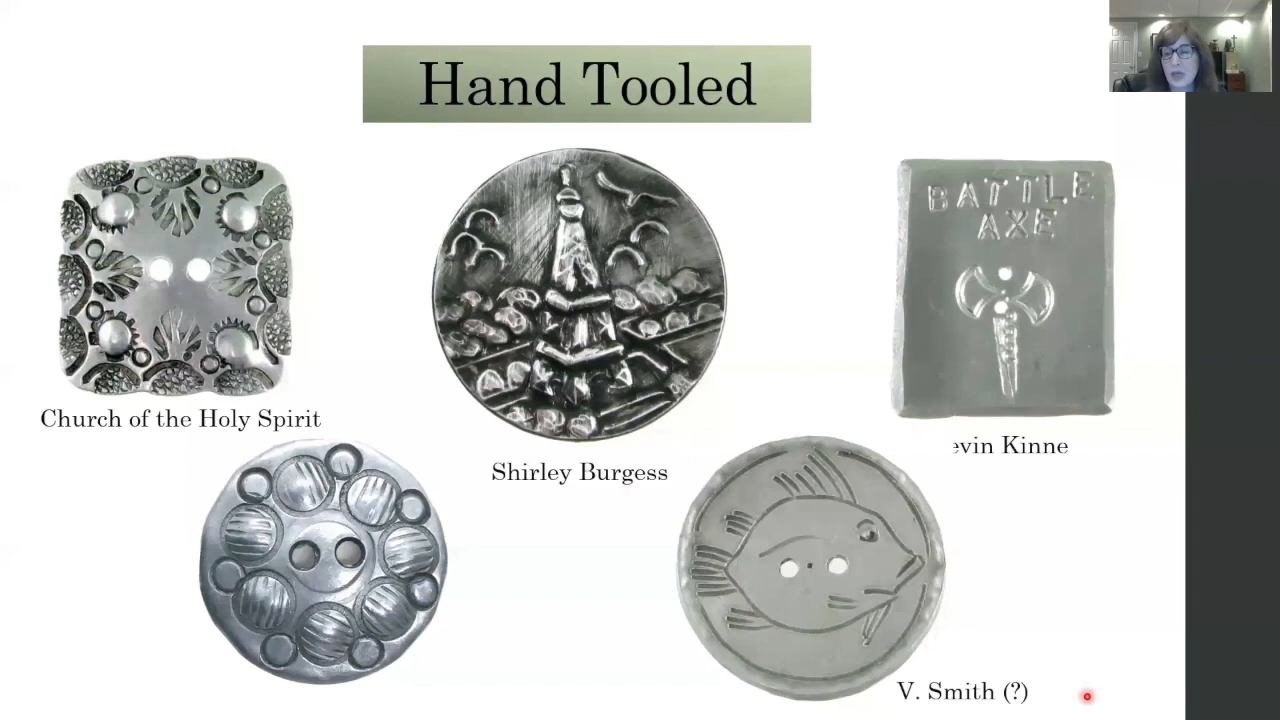 Hand Tooled
BATTLE
AXE
Church of the Holy Spirit
evin Kinne
Shirley Burgess
V. Smith (?)